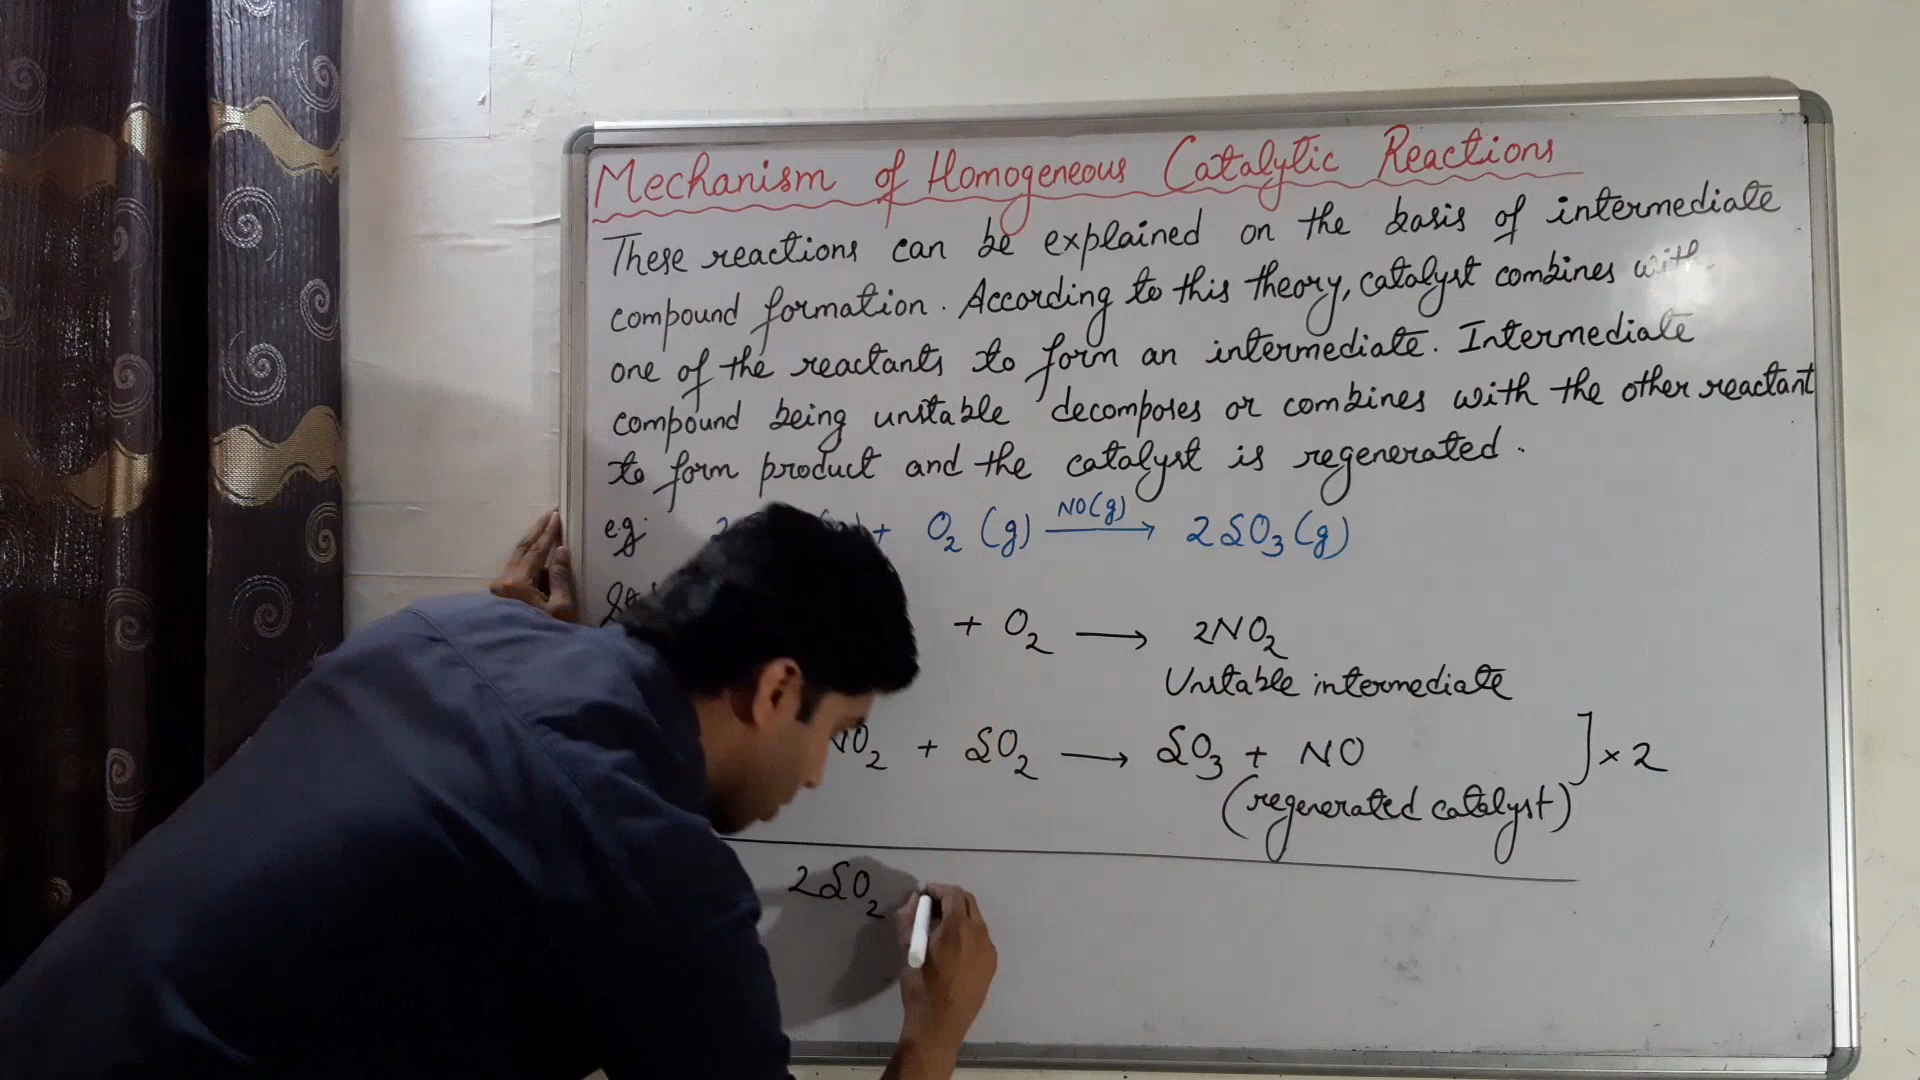 Mechanism of Homogeneous Catalytic Reactions
These reactions can be explained on the basis of intermediate
compound formation. According to this theory, catalyst combines with
one of the reactants to form an intermediate. Intermediate
compound being unstable decomposes or combines with the other reactant
to form product and the catalyst is regenerated.
e.g. 2 + O₂ (g) NO(g)⟶ 2SO₃ (g)
+ O₂ ⟶ 2NO₂
Unstable intermediate
NO₂ + SO₂ ⟶ SO₃ + NO ] × 2
(regenerated catalyst)
2SO₂